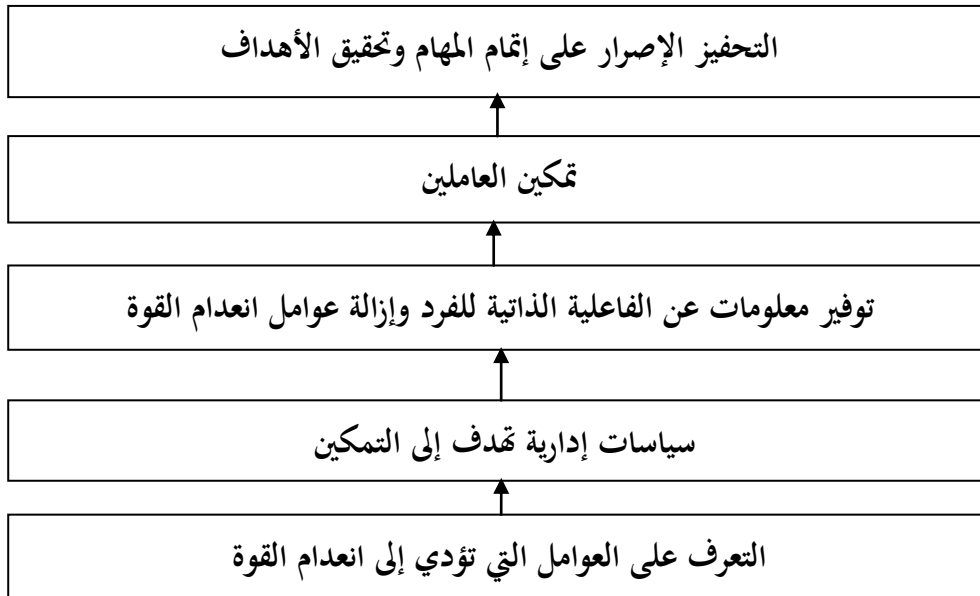 التحفيز الإصرار على إتمام المهام وتحقيق الأهداف
تمكين العاملين
توفير معلومات عن الفاعلية الذاتية للفرد وإزالة عوامل انعدام القوة
سياسات إدارية تهدف إلى التمكين
التعرف على العوامل التي تؤدي إلى انعدام القوة